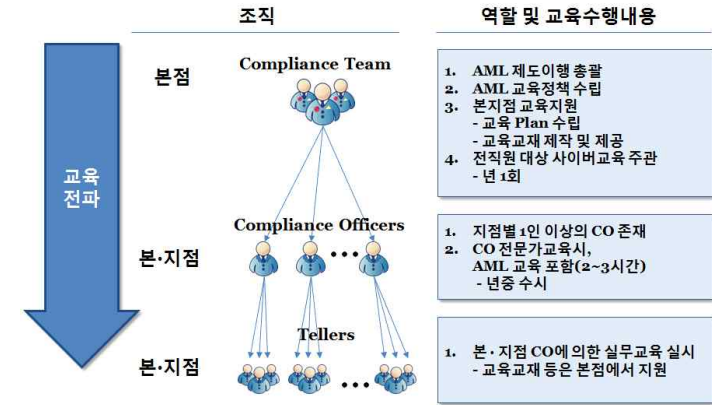 조직
역할 및 교육수행내용
교육
전파
본점
Compliance Team
1. AML 제도이행 총괄
2. AML 교육정책 수립
3. 본지점 교육지원
- 교육 Plan 수립
- 교육교재 제작 및 제공
4. 전직원 대상 사이버교육 주관
- 년 1회
본·지점
Compliance Officers
1. 지점별 1인 이상의 CO 존재
2. CO 전문가교육시,
AML 교육 포함(2~3시간)
- 년중 수시
본·지점
Tellers
1. 본·지점 CO에 의한 실무교육 실시
- 교육교재 등은 본점에서 지원